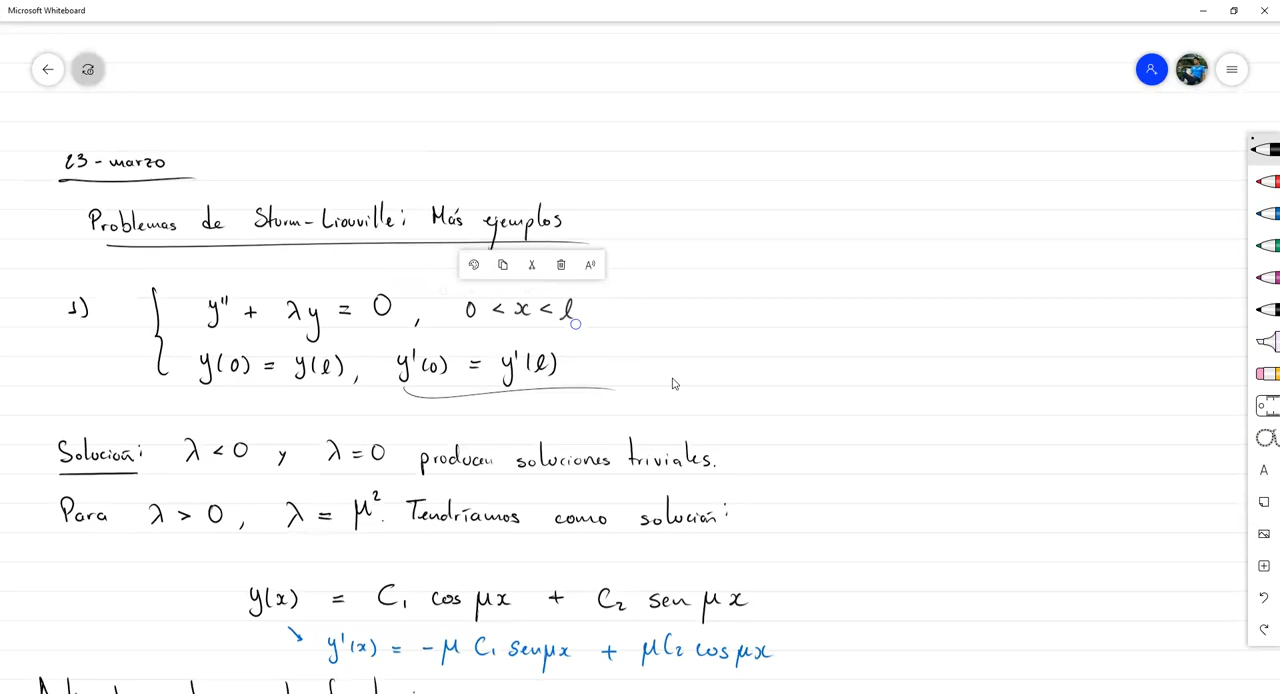 Microsoft Whiteboard
23-marzo
Problemas de Sturm-Liouville: Más ejemplos
1) y'' + λy = 0, 0 < x < l
y(0) = y(l), y'(0) = y'(l)
Solución: λ < 0 y λ = 0 producen soluciones triviales.
Para λ > 0, λ = μ². Tendríamos como solución:
y(x) = C₁ cos μx + C₂ sen μx
y'(x) = -μ C₁ sen μx + μC₂ cos μx